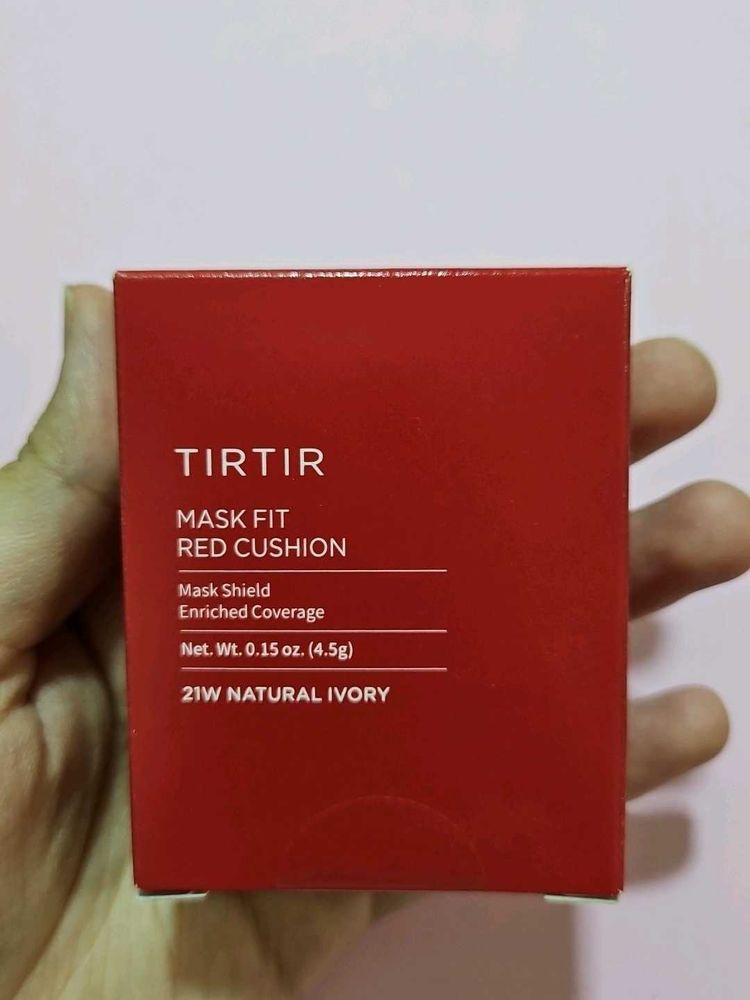 TIRTIR
MASK FIT
RED CUSHION
Mask Shield
Enriched Coverage
Net. Wt. 0.15 oz. (4.5g)
21W NATURAL IVORY